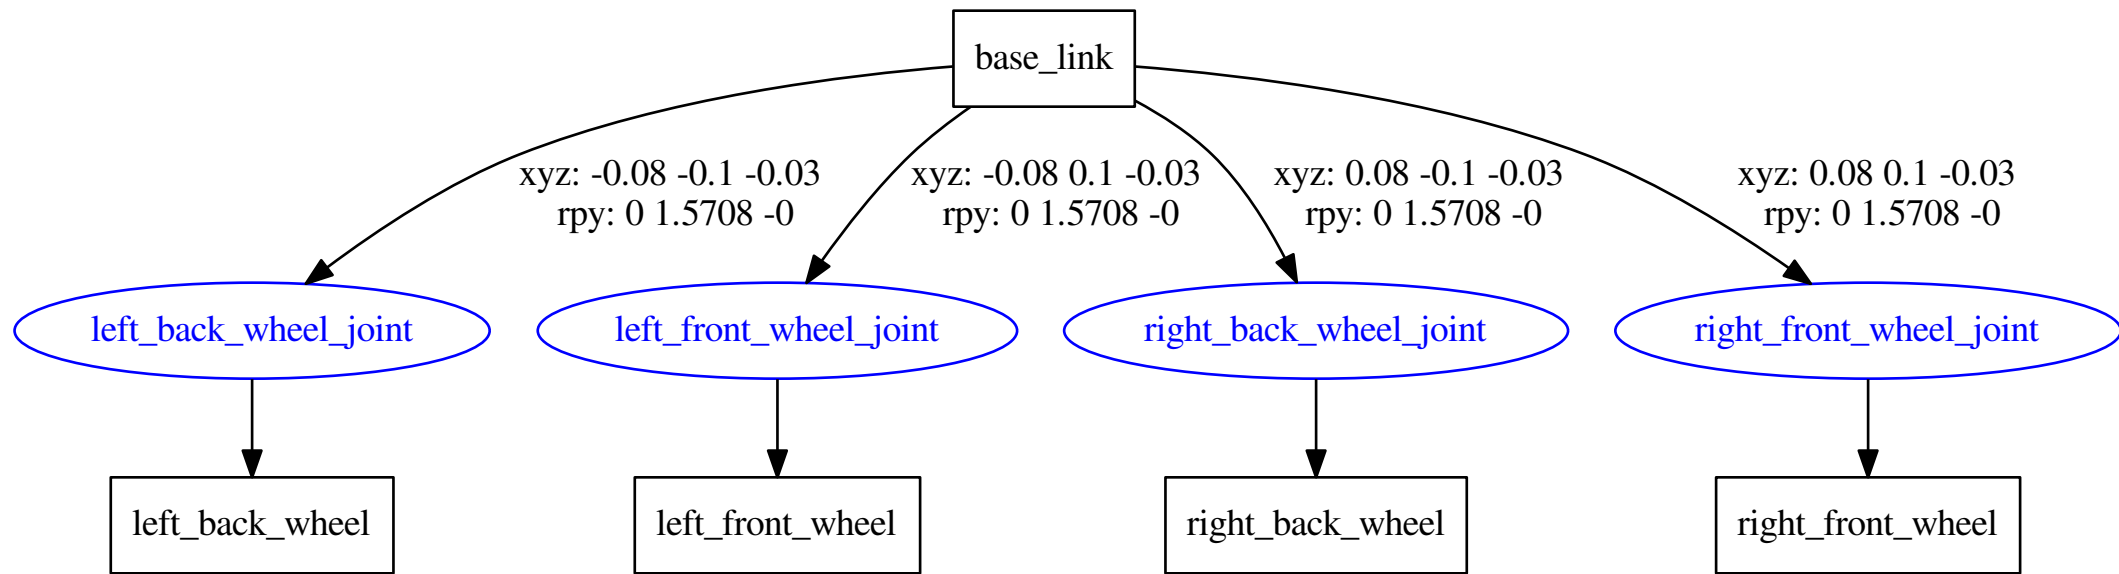 base_link
xyz: -0.08 -0.1 -0.03
rpy: 0 1.5708 -0
xyz: -0.08 0.1 -0.03
rpy: 0 1.5708 -0
xyz: 0.08 -0.1 -0.03
rpy: 0 1.5708 -0
xyz: 0.08 0.1 -0.03
rpy: 0 1.5708 -0
left_back_wheel_joint
left_front_wheel_joint
right_back_wheel_joint
right_front_wheel_joint
left_back_wheel
left_front_wheel
right_back_wheel
right_front_wheel